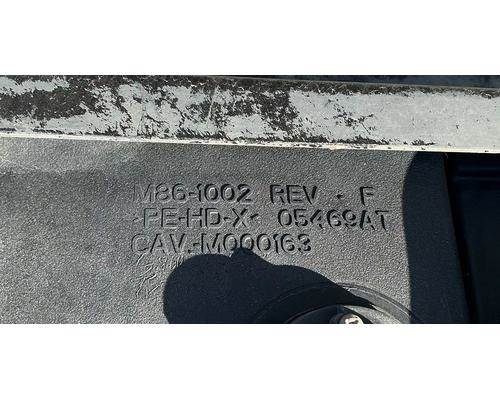 M86-1002 REV - F
>PE-HD-X< 05469AT
CAV.-M000163